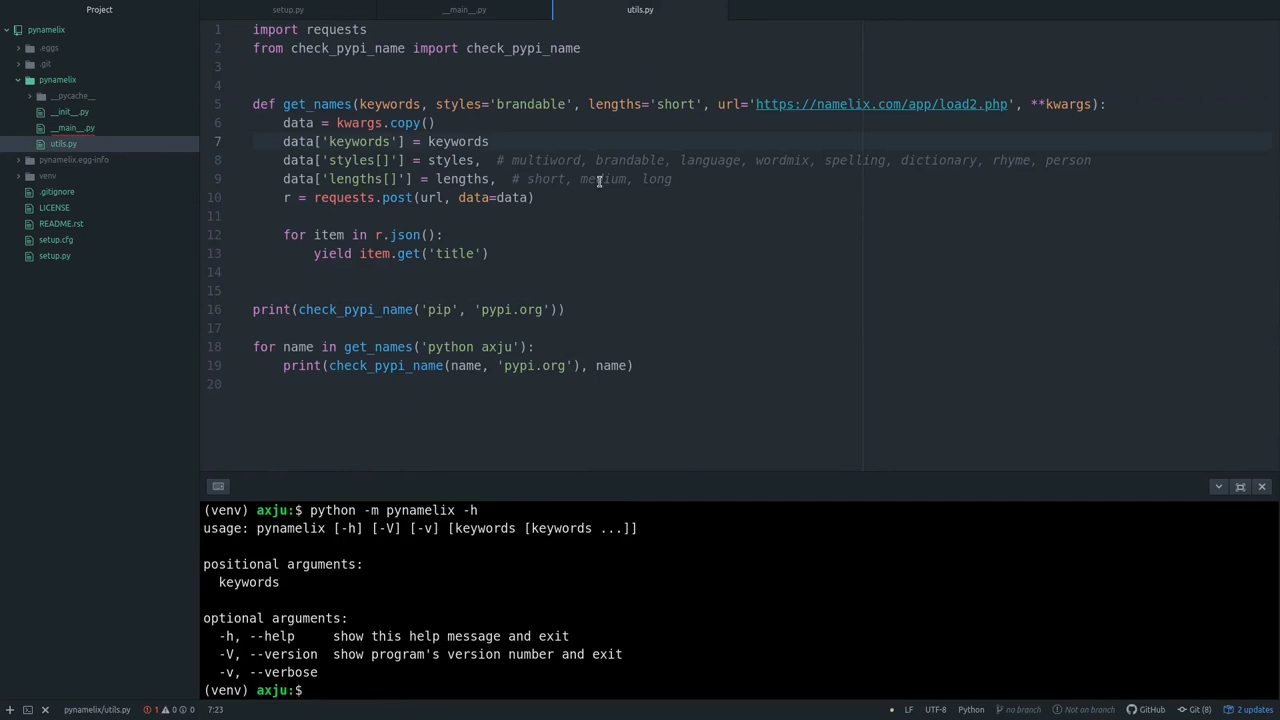 Project
setup.py
__main__.py
utils.py
pynamelix
.eggs
.git
pynamelix
__pycache__
__init__.py
__main__.py
utils.py
pynamelix.egg-info
venv
.gitignore
LICENSE
README.rst
setup.cfg
setup.py
1 import requests
2 from check_pypi_name import check_pypi_name
3
4
5 def get_names(keywords, styles='brandable', lengths='short', url='https://namelix.com/app/load2.php', **kwargs):
6 data = kwargs.copy()
7 data['keywords'] = keywords
8 data['styles[]'] = styles, # multiword, brandable, language, wordmix, spelling, dictionary, rhyme, person
9 data['lengths[]'] = lengths, # short, medium, long
10 r = requests.post(url, data=data)
11
12 for item in r.json():
13 yield item.get('title')
14
15
16 print(check_pypi_name('pip', 'pypi.org'))
17
18 for name in get_names('python axju'):
19 print(check_pypi_name(name, 'pypi.org'), name)
20
(venv) axju:$ python -m pynamelix -h
usage: pynamelix [-h] [-V] [-v] [keywords [keywords ...]]
positional arguments:
keywords
optional arguments:
-h, --help show this help message and exit
-V, --version show program's version number and exit
-v, --verbose
(venv) axju:$
pynamelix/utils.py 1 0 0 7:23 LF UTF-8 Python no branch Not on branch GitHub Git (8) 2 updates